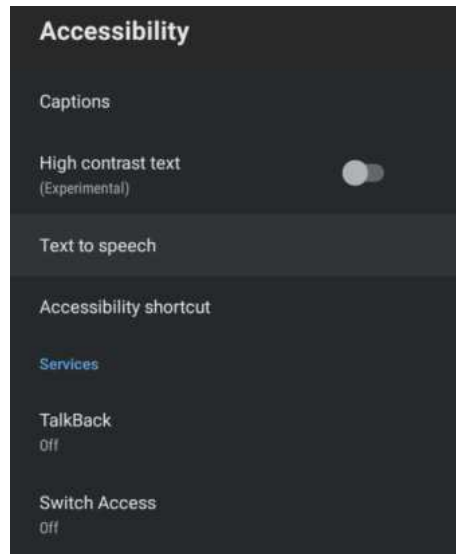 Accessibility
Captions
High contrast text
(Experimental)
Text to speech
Accessibility shortcut
Services
TalkBack
Off
Switch Access
Off